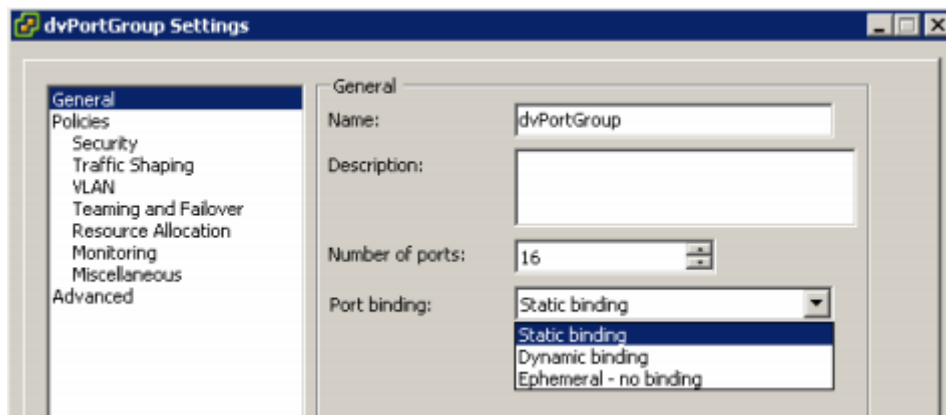 dvPortGroup Settings
General
Policies
Security
Traffic Shaping
VLAN
Teaming and Failover
Resource Allocation
Monitoring
Miscellaneous
Advanced
General
Name:
dvPortGroup
Description:
Number of ports:
16
Port binding:
Static binding
Static binding
Dynamic binding
Ephemeral - no binding